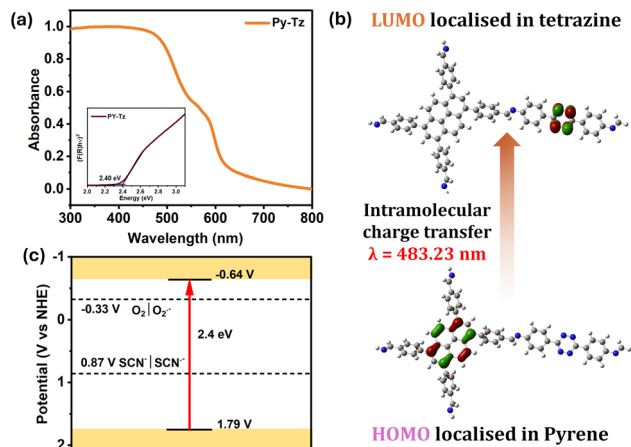 (a)
Py-Tz
Absorbance
1.0
0.8
0.6
0.4
0.2
0.0
PY-Tz
(F(R)hν)²
2.40 eV
2.0 2.2 2.4 2.6 2.8 3.0
Energy (eV)
300 400 500 600 700 800
Wavelength (nm)
(b)
LUMO localised in tetrazine
Intramolecular
charge transfer
λ = 483.23 nm
HOMO localised in Pyrene
(c)
Potential (V vs NHE)
-1
0
1
2
-0.64 V
-0.33 V O₂|O₂·⁻
2.4 eV
0.87 V SCN⁻|SCN·
1.79 V